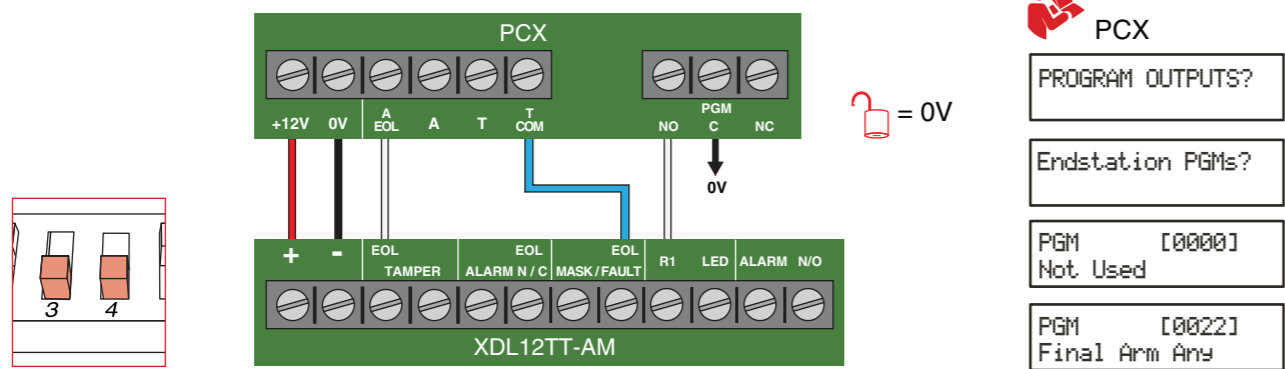 3 4
PCX
+12V 0V A EOL A T T COM NO PGM C NC
0V
= 0V
+ - EOL TAMPER EOL ALARM N / C EOL MASK / FAULT R1 LED ALARM N/O
XDL12TT-AM
PCX
PROGRAM OUTPUTS?
Endstation PGMs?
PGM [0000]
Not Used
PGM [0022]
Final Arm Any